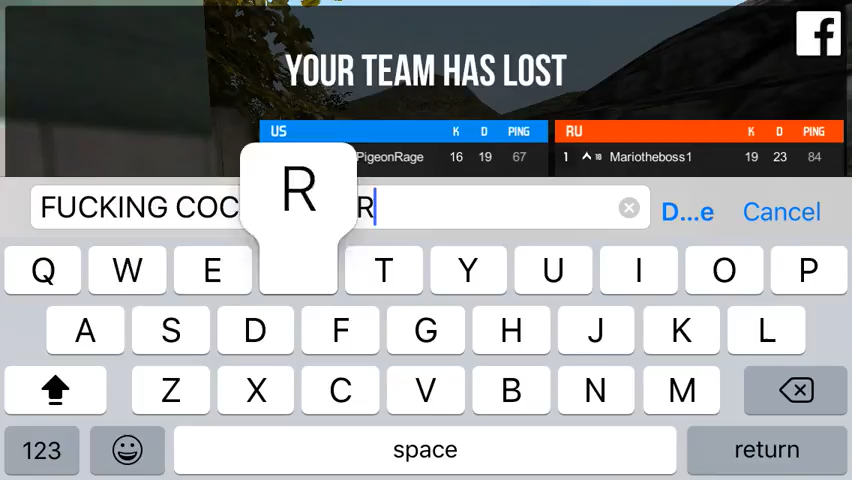 YOUR TEAM HAS LOST
US K D PING
PigeonRage 16 19 67
RU K D PING
1 18 Mariotheboss1 19 23 84
FUCKING COC R
D...e Cancel
R
Q W E T Y U I O P
A S D F G H J K L
Z X C V B N M
123 space return